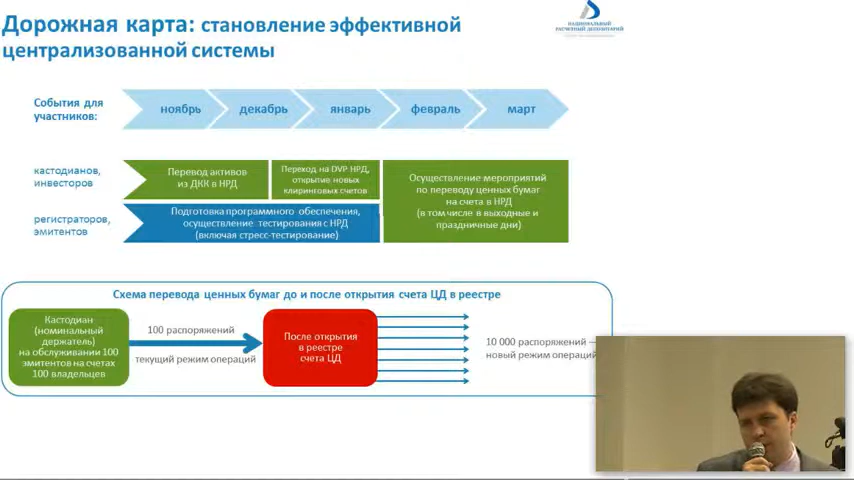 Дорожная карта: становление эффективной
централизованной системы
НАЦИОНАЛЬНЫЙ
РАСЧЕТНЫЙ ДЕПОЗИТАРИЙ
События для
участников:
ноябрь
декабрь
январь
февраль
март
кастодианов,
инвесторов
Перевод активов
из ДКК в НРД
Переход на DVP НРД,
открытие новых
клиринговых счетов
Осуществление мероприятий
по переводу ценных бумаг
на счета в НРД
(в том числе в выходные и
праздничные дни)
регистраторов,
эмитентов
Подготовка программного обеспечения,
осуществление тестирования с НРД
(включая стресс-тестирование)
Схема перевода ценных бумаг до и после открытия счета ЦД в реестре
Кастодиан
(номинальный
держатель)
на обслуживании 100
эмитентов на счетах
100 владельцев
100 распоряжений
текущий режим операций
После открытия
в реестре
счета ЦД
10 000 распоряжений —
новый режим операций